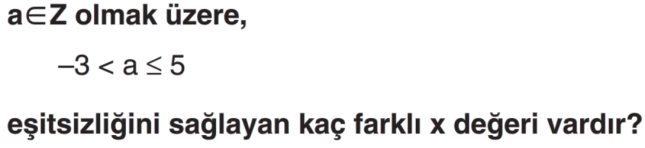 a∈Z olmak üzere,
–3 < a ≤ 5
eşitsizliğini sağlayan kaç farklı x değeri vardır?